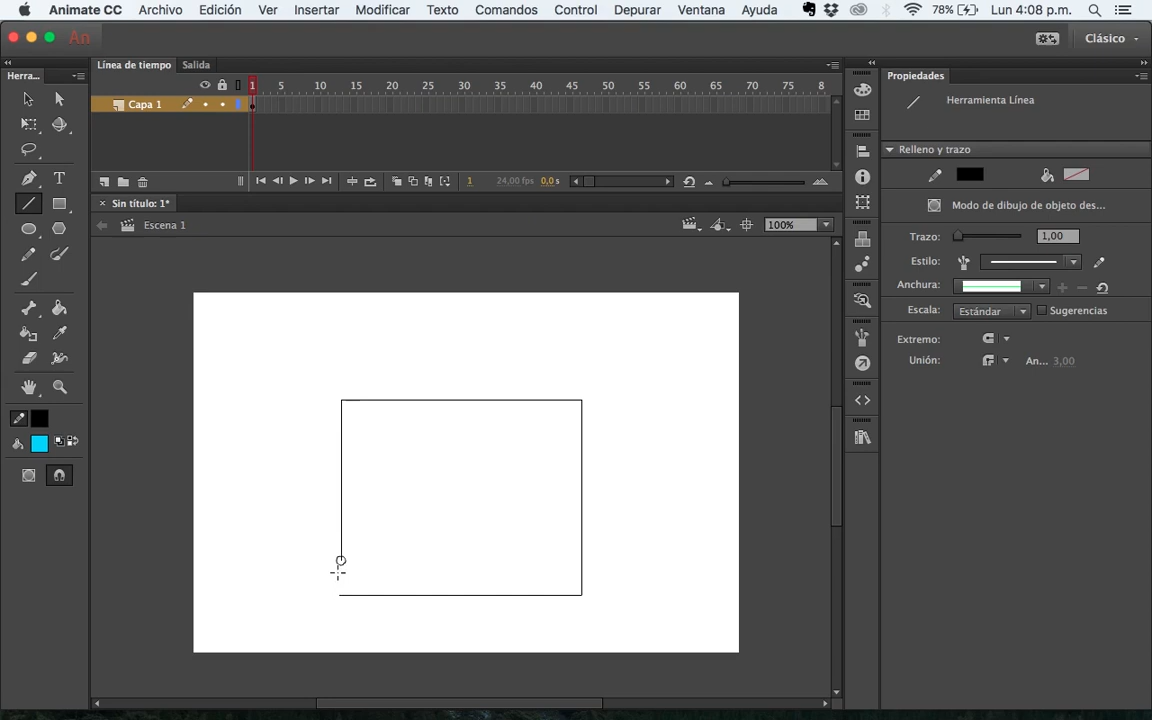 Animate CC Archivo Edición Ver Insertar Modificar Texto Comandos Control Depurar Ventana Ayuda 78% Lun 4:08 p.m.
An Clásico
Herra... Línea de tiempo Salida Propiedades
1 5 10 15 20 25 30 35 40 45 50 55 60 65 70 75 8
Capa 1
Herramienta Línea
Relleno y trazo
1 24,00 fps 0,0 s
Sin título: 1*
Modo de dibujo de objeto des...
Escena 1 100%
Trazo: 1,00
Estilo:
Anchura:
Escala: Estándar Sugerencias
Extremo:
Unión: An... 3,00